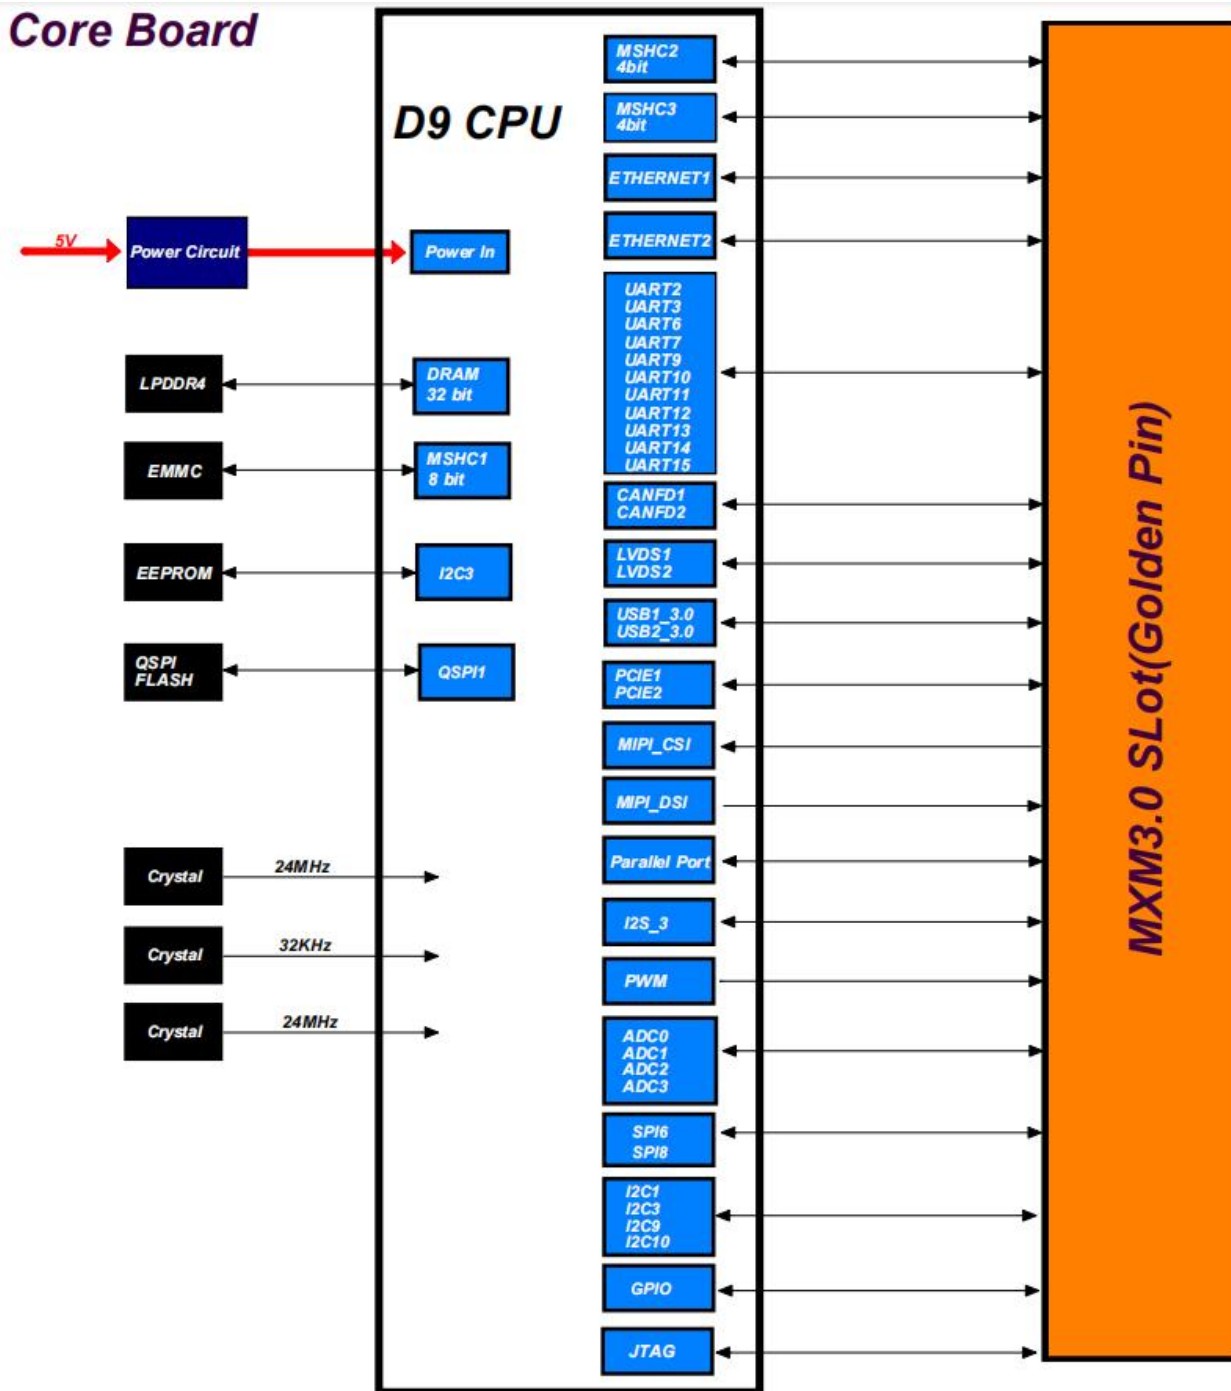 Core Board
D9 CPU
5V
Power Circuit
Power In
LPDDR4
DRAM
32 bit
EMMC
MSHC1
8 bit
EEPROM
I2C3
QSPI
FLASH
QSPI1
Crystal
24MHz
Crystal
32KHz
Crystal
24MHz
MSHC2
4bit
MSHC3
4bit
ETHERNET1
ETHERNET2
UART2
UART3
UART6
UART7
UART9
UART10
UART11
UART12
UART13
UART14
UART15
CANFD1
CANFD2
LVDS1
LVDS2
USB1_3.0
USB2_3.0
PCIE1
PCIE2
MIPI_CSI
MIPI_DSI
Parallel Port
I2S_3
PWM
ADC0
ADC1
ADC2
ADC3
SPI6
SPI8
I2C1
I2C3
I2C9
I2C10
GPIO
JTAG
MXM3.0 SLot(Golden Pin)